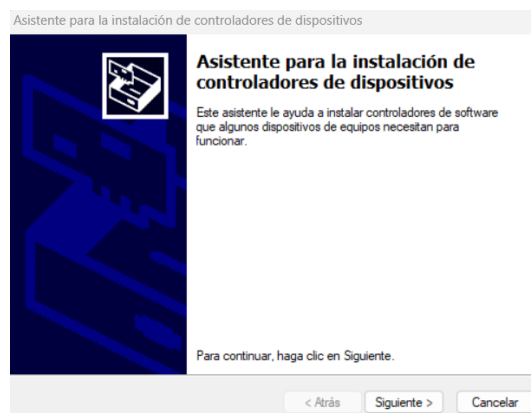 Asistente para la instalación de controladores de dispositivos
Asistente para la instalación de
controladores de dispositivos
Este asistente le ayuda a instalar controladores de software
que algunos dispositivos de equipos necesitan para
funcionar.
Para continuar, haga clic en Siguiente.
< Atrás Siguiente > Cancelar